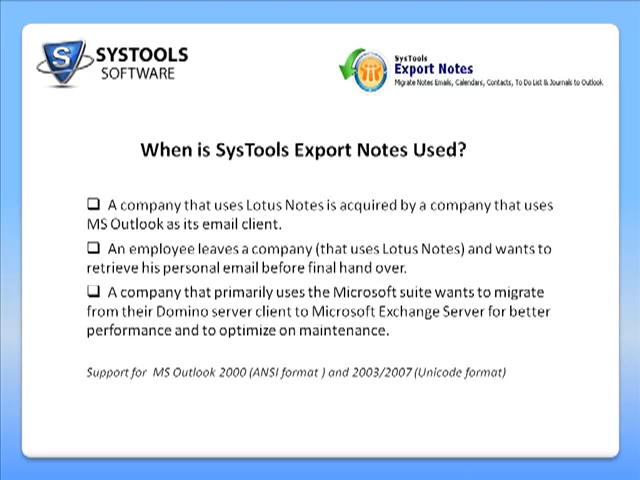 SYSTOOLS
SOFTWARE
SysTools
Export Notes
Migrate Notes Emails, Calendars, Contacts, To Do List & Journals to Outlook
When is SysTools Export Notes Used?
❑ A company that uses Lotus Notes is acquired by a company that uses
MS Outlook as its email client.
❑ An employee leaves a company (that uses Lotus Notes) and wants to
retrieve his personal email before final hand over.
❑ A company that primarily uses the Microsoft suite wants to migrate
from their Domino server client to Microsoft Exchange Server for better
performance and to optimize on maintenance.
Support for MS Outlook 2000 (ANSI format ) and 2003/2007 (Unicode format)